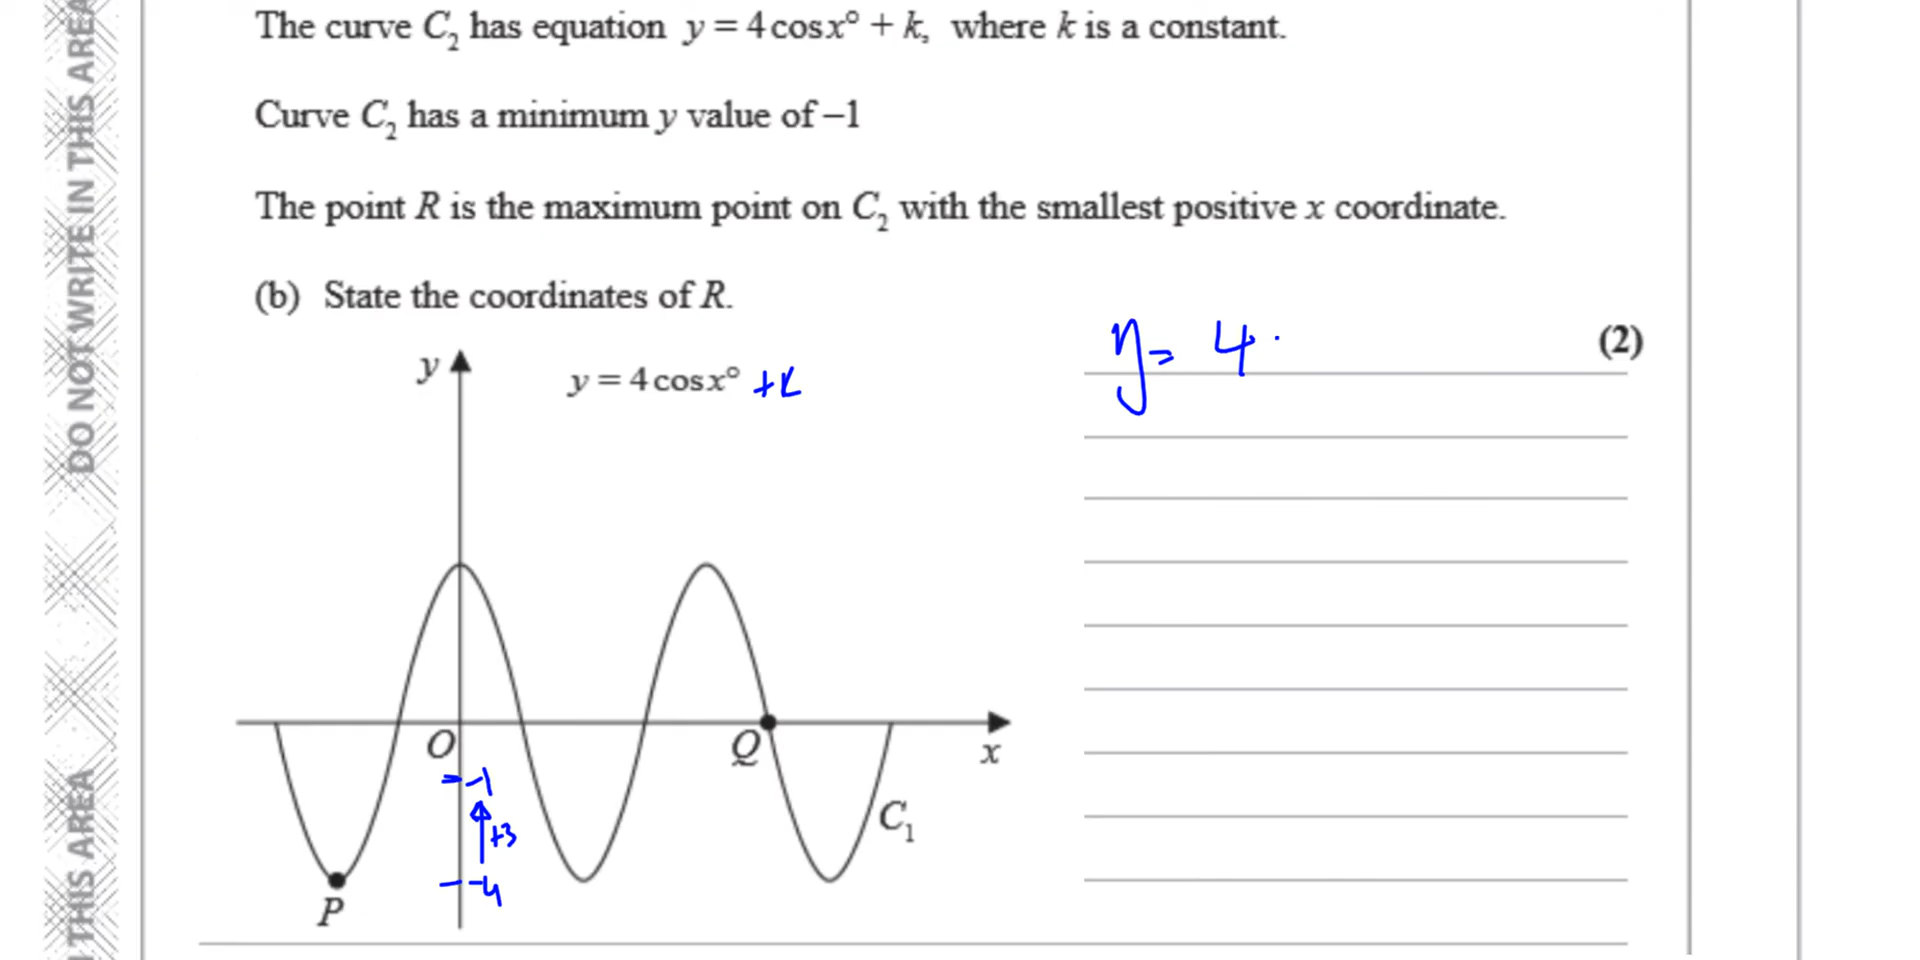 The curve C₂ has equation y = 4cosx° + k, where k is a constant.
Curve C₂ has a minimum y value of −1
The point R is the maximum point on C₂ with the smallest positive x coordinate.
(b) State the coordinates of R.
(2)
y = 4 .
y
y = 4cosx° +k
O
Q
x
-1
+3
C₁
-4
P
DO NOT WRITE IN THIS AREA
THIS AREA